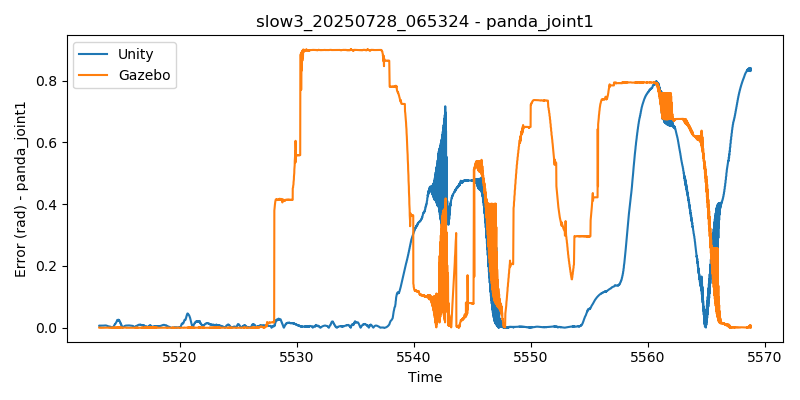 slow3_20250728_065324 - panda_joint1
Unity
Gazebo
Error (rad) - panda_joint1
0.8
0.6
0.4
0.2
0.0
5520 5530 5540 5550 5560 5570
Time